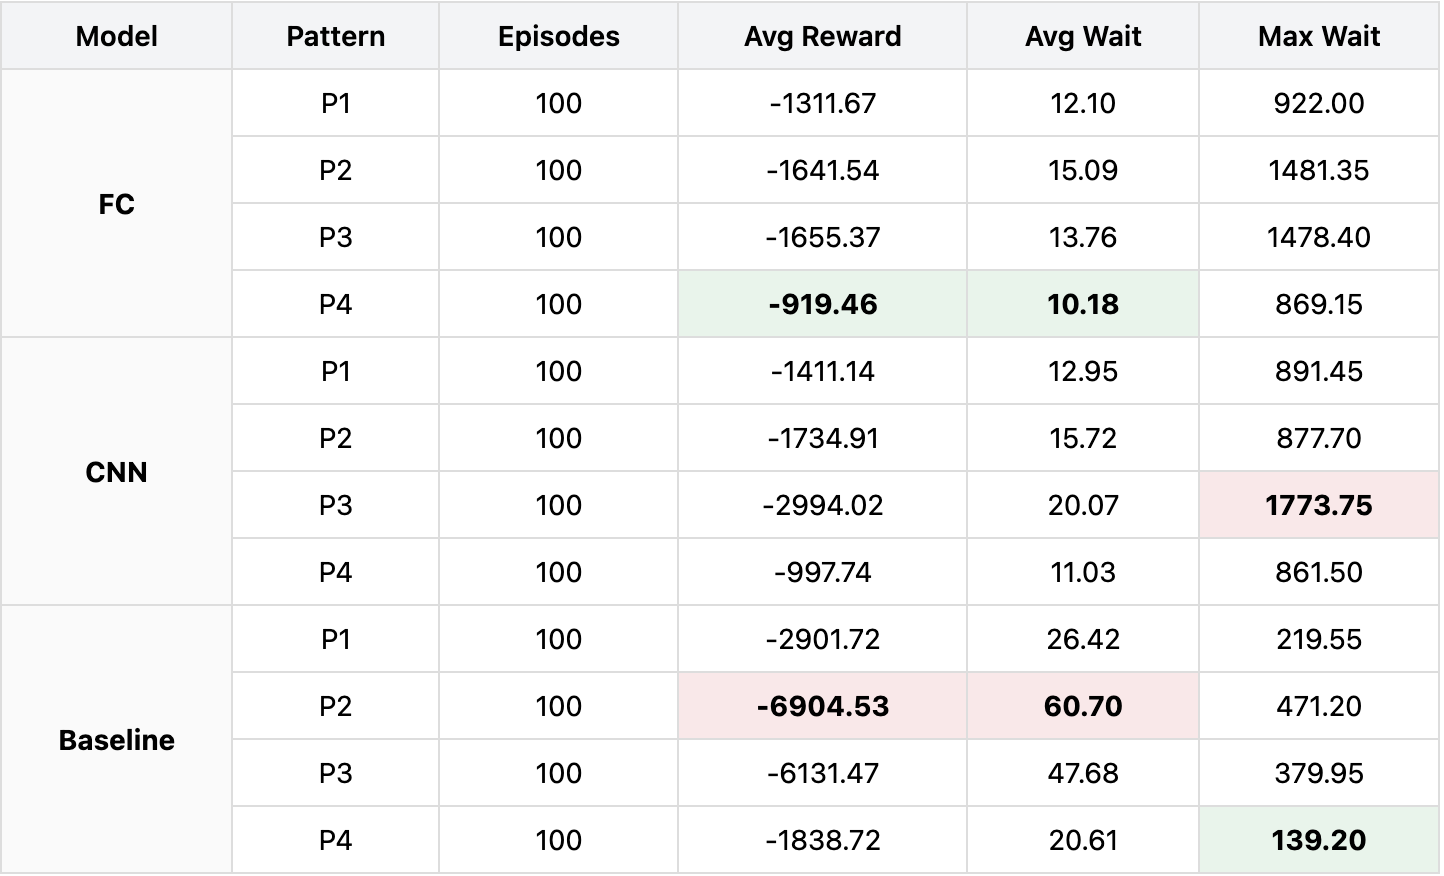 Model Pattern Episodes Avg Reward Avg Wait Max Wait
P1 100 -1311.67 12.10 922.00
P2 100 -1641.54 15.09 1481.35
FC
P3 100 -1655.37 13.76 1478.40
P4 100 -919.46 10.18 869.15
P1 100 -1411.14 12.95 891.45
P2 100 -1734.91 15.72 877.70
CNN
P3 100 -2994.02 20.07 1773.75
P4 100 -997.74 11.03 861.50
P1 100 -2901.72 26.42 219.55
P2 100 -6904.53 60.70 471.20
Baseline
P3 100 -6131.47 47.68 379.95
P4 100 -1838.72 20.61 139.20